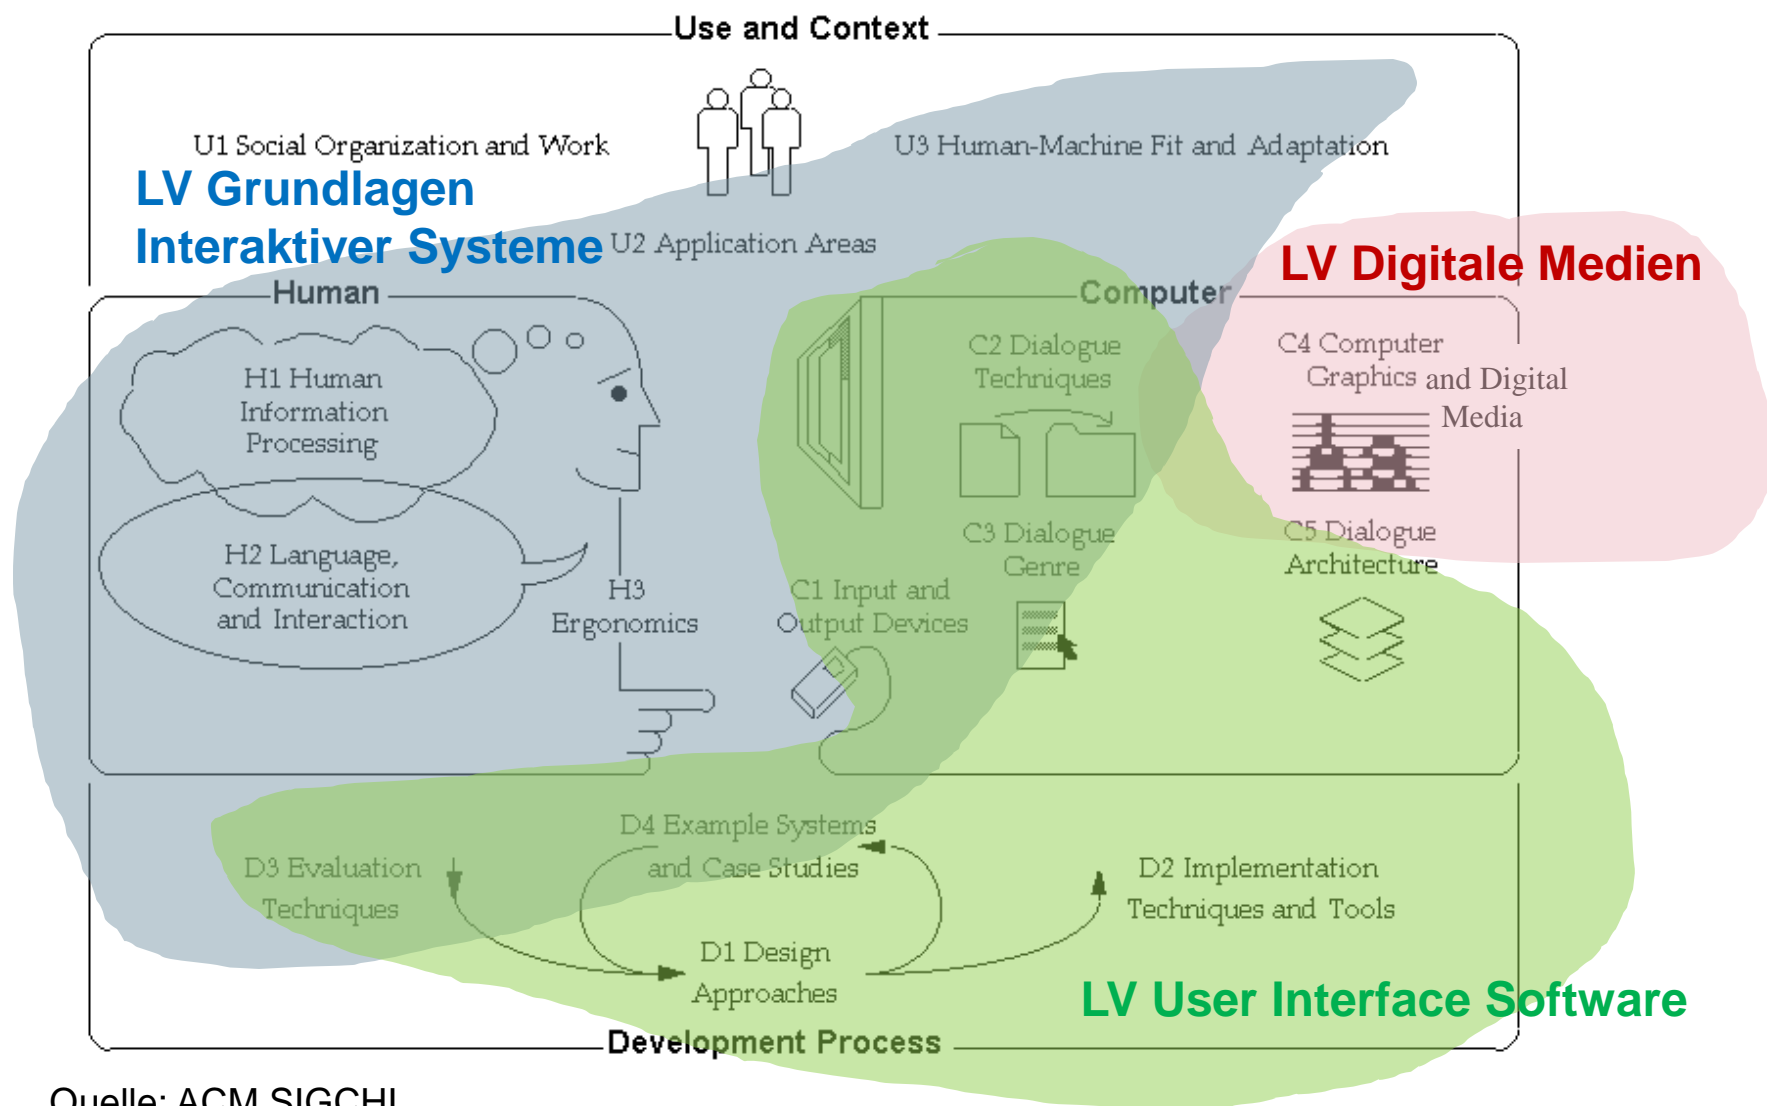 Use and Context
U1 Social Organization and Work
U3 Human-Machine Fit and Adaptation
LV Grundlagen
Interaktiver Systeme
U2 Application Areas
LV Digitale Medien
Human
Computer
H1 Human
Information
Processing
C2 Dialogue
Techniques
C4 Computer
Graphics and Digital
Media
H2 Language,
Communication
and Interaction
H3
Ergonomics
C1 Input and
Output Devices
C3 Dialogue
Genre
C5 Dialogue
Architecture
D3 Evaluation
Techniques
D4 Example Systems
and Case Studies
D2 Implementation
Techniques and Tools
D1 Design
Approaches
LV User Interface Software
Development Process
Quelle: ACM SIGCHI